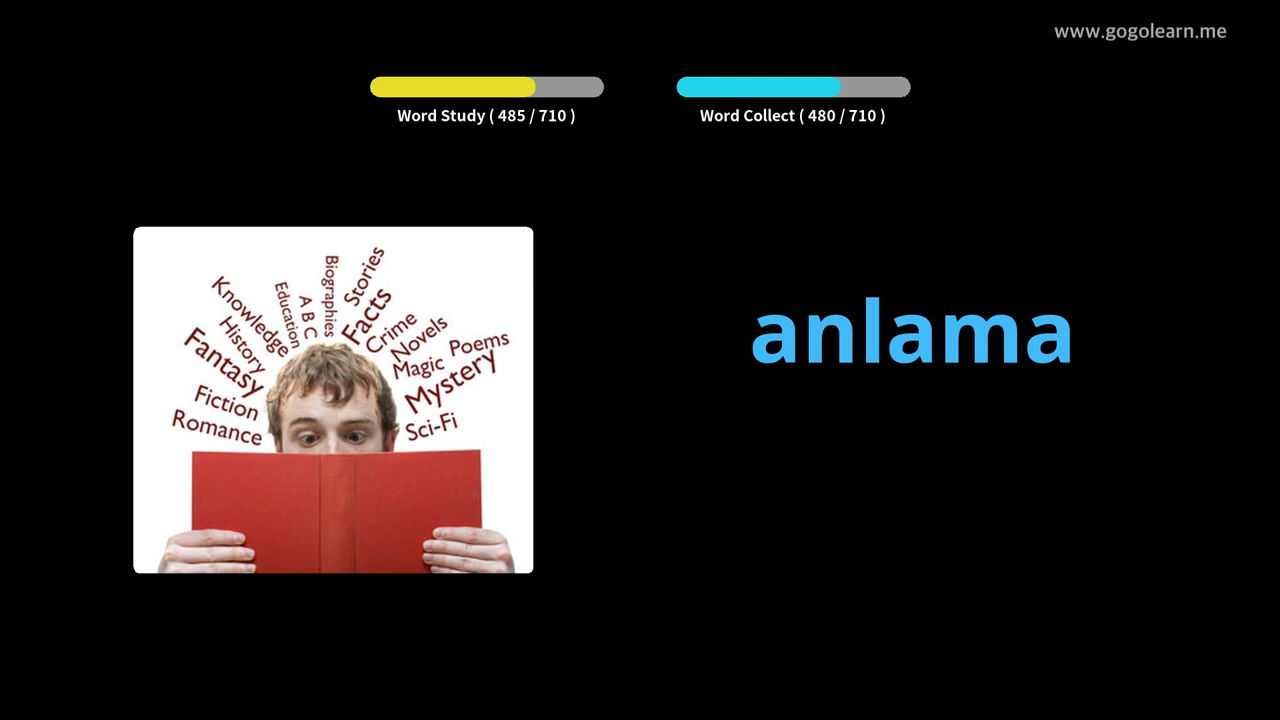 www.gogolearn.me
Word Study ( 485 / 710 )
Word Collect ( 480 / 710 )
anlama
Biographies
Stories
Education
A B C
Facts
Knowledge
Crime
History
Novels
Fantasy
Magic
Poems
Mystery
Fiction
Romance
Sci-Fi